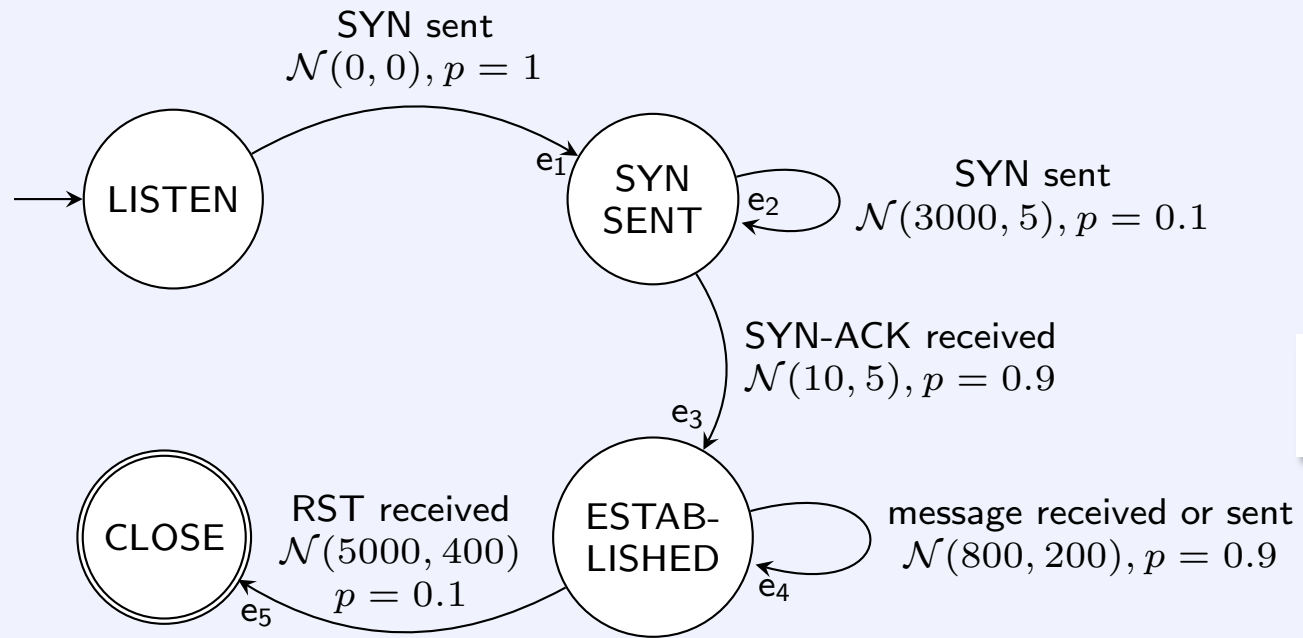 SYN sent
𝒩(0, 0), p = 1
LISTEN
e₁
SYN
SENT
e₂
SYN sent
𝒩(3000, 5), p = 0.1
SYN-ACK received
𝒩(10, 5), p = 0.9
e₃
CLOSE
RST received
𝒩(5000, 400)
p = 0.1
e₅
ESTAB-
LISHED
e₄
message received or sent
𝒩(800, 200), p = 0.9